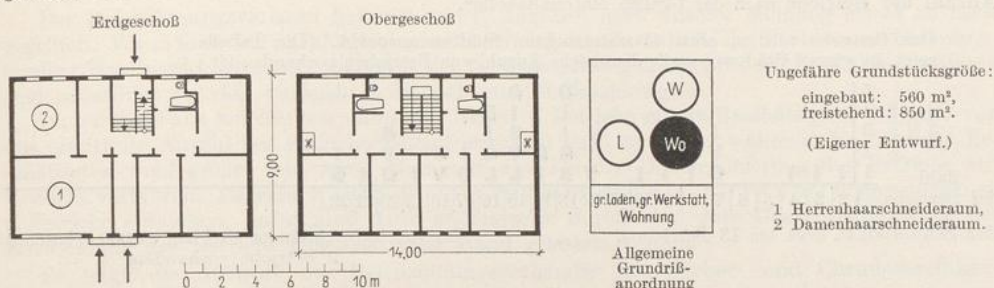 Erdgeschoß
Obergeschoß
2
1
9,00
14,00
0 2 4 6 8 10 m
W
L
Wo
gr. Laden, gr. Werkstatt,
Wohnung
Allgemeine
Grundriß-
anordnung
Ungefähre Grundstücksgröße:
eingebaut: 560 m²,
freistehend: 850 m².
(Eigener Entwurf.)
1 Herrenhaarschneideraum,
2 Damenhaarschneideraum.